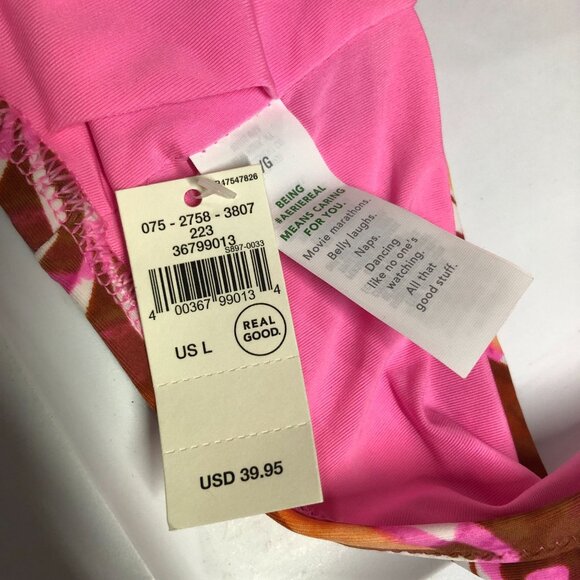 075 - 2758 - 3807
223
36799013
S897-0033
4 00367 99013 4
US L
REAL
GOOD.
USD 39.95
BEING
#AERIEREAL
MEANS CARING
FOR YOU.
Movie marathons.
Belly laughs.
Naps.
Dancing
like no one's
watching.
All that
good stuff.